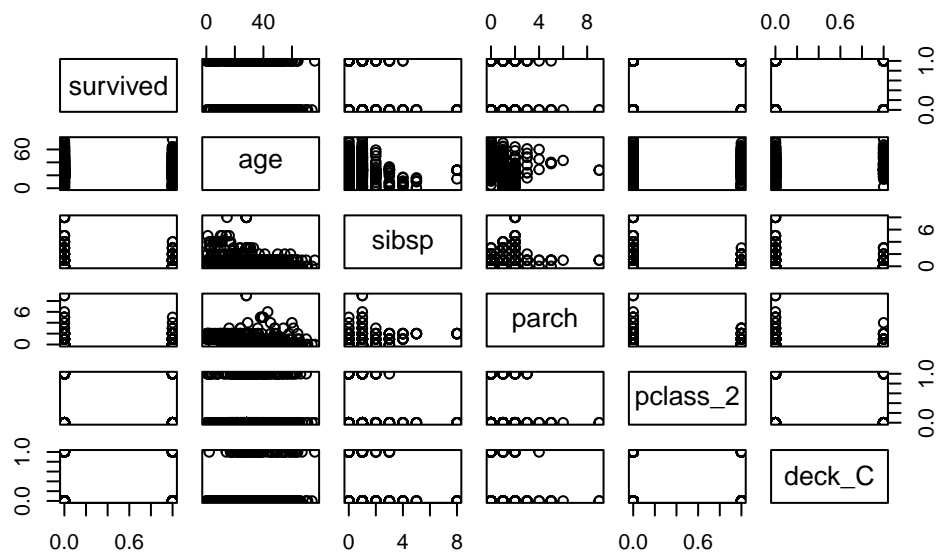 0 40 0 4 8 0.0 0.6
survived 0.0 1.0
0 60 age
sibsp 0 6
0 6 parch
pclass_2 0.0 1.0
0.0 1.0 deck_C
0.0 0.6 0 4 8 0.0 0.6